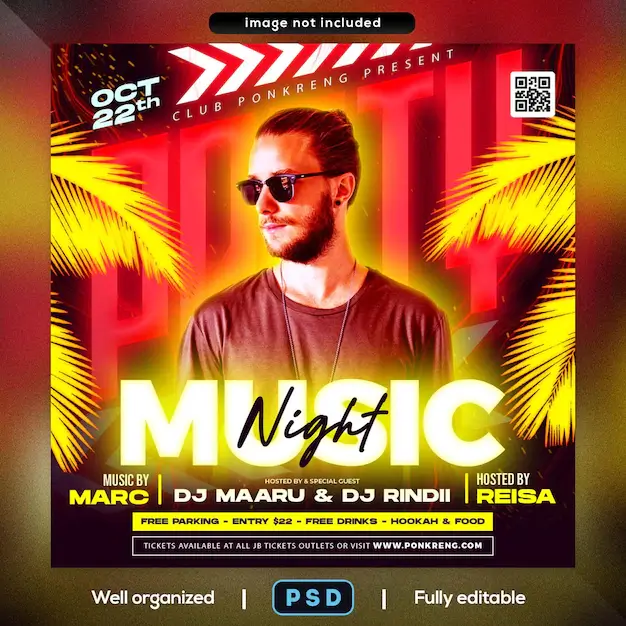 image not included
CLUB PONKRENG PRESENT
OCT
22th
PARTY
MUSIC
Night
MUSIC BY
MARC
HOSTED BY & SPECIAL GUEST
DJ MAARU & DJ RINDII
HOSTED BY
REISA
FREE PARKING - ENTRY $22 - FREE DRINKS - HOOKAH & FOOD
TICKETS AVAILABLE AT ALL JB TICKETS OUTLETS OR VISIT WWW.PONKRENG.COM
Well organized | PSD | Fully editable